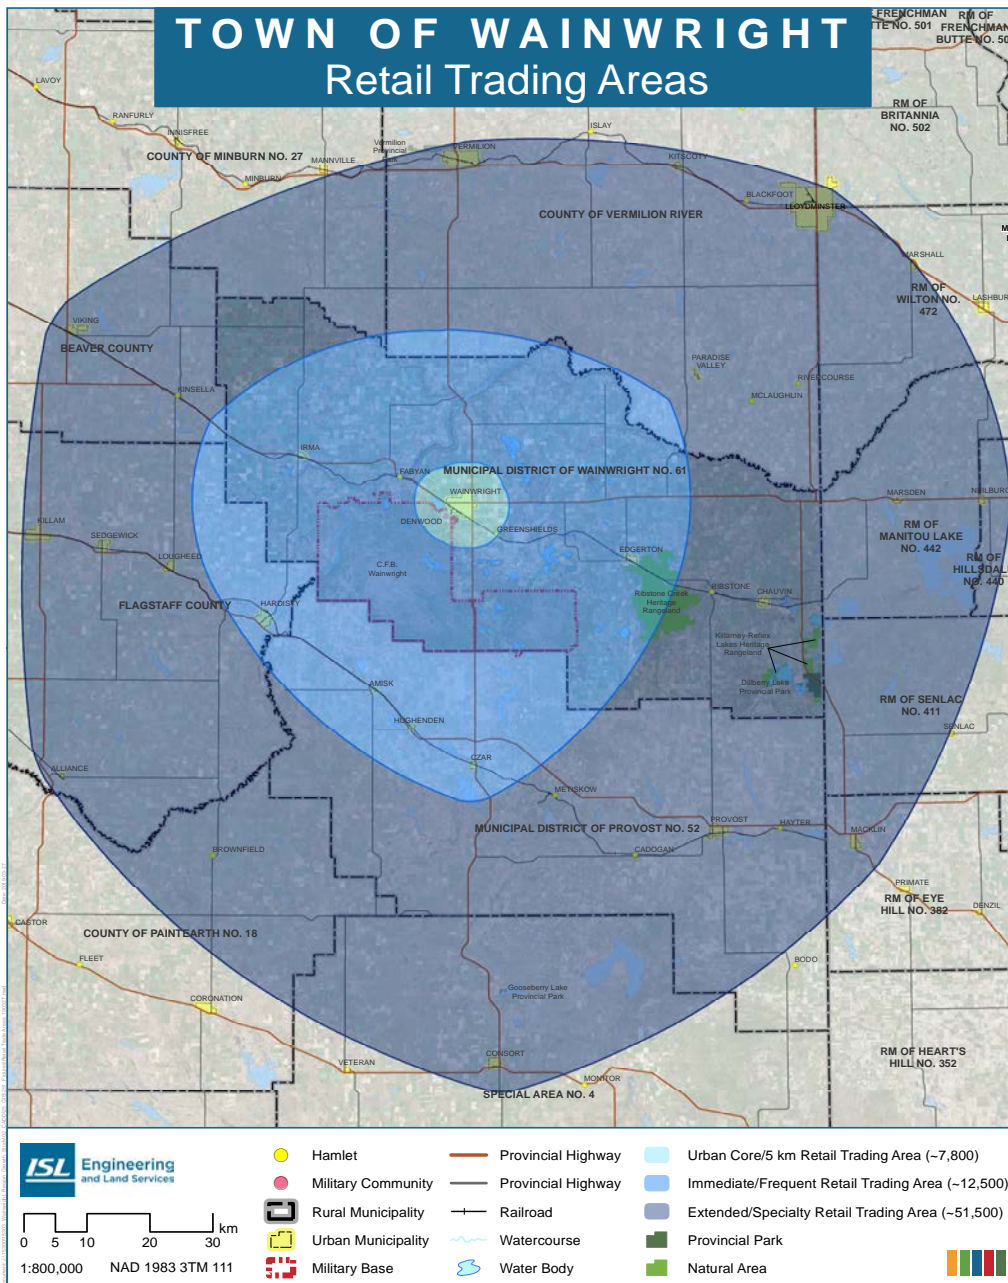 TOWN OF WAINWRIGHT
Retail Trading Areas
FRENCHMAN
TTE NO. 501
RM OF
FRENCHMAN
BUTTE NO. 50
LAVOY
RANFURLY
INNISFREE
RM OF
BRITANNIA
NO. 502
ISLAY
Vermilion
Provincial
VERMILION
COUNTY OF MINBURN NO. 27
MANNVILLE
KITSCOTY
MINBURN
BLACKFOOT
LLOYDMINSTER
COUNTY OF VERMILION RIVER
MARSHALL
RM OF
WILTON NO.
472
LASHBUR
VIKING
BEAVER COUNTY
PARADISE
VALLEY
RIVERCOURSE
KINSELLA
MCLAUGHLIN
IRMA
FABYAN
MUNICIPAL DISTRICT OF WAINWRIGHT NO. 61
WAINWRIGHT
MARSDEN
NEILBURG
DENWOOD
GREENSHIELDS
KILLAM
SEDGEWICK
RM OF
MANITOU LAKE
NO. 442
LOUGHEED
EDGERTON
RM OF
HILLSDAL
NO. 440
C.F.B.
Wainwright
RIBSTONE
CHAUVIN
Ribstone Creek
Heritage
Rangeland
FLAGSTAFF COUNTY
HARDISTY
Killarney-Reflex
Lakes Heritage
Rangeland
Dillberry Lake
Provincial Park
AMISK
RM OF SENLAC
NO. 411
HUGHENDEN
SENLAC
CZAR
ALLIANCE
METISKOW
MUNICIPAL DISTRICT OF PROVOST NO. 52
PROVOST
HAYTER
MACKLIN
BROWNFIELD
CADOGAN
PRIMATE
RM OF EYE
HILL NO. 382
DENZIL
CASTOR
COUNTY OF PAINTEARTH NO. 18
FLEET
BODO
Gooseberry Lake
Provincial Park
CORONATION
RM OF HEART'S
HILL NO. 352
VETERAN
CONSORT
MONITOR
SPECIAL AREA NO. 4
ISL Engineering
and Land Services
0 5 10 20 30 km
1:800,000 NAD 1983 3TM 111
Hamlet
Military Community
Rural Municipality
Urban Municipality
Military Base
Provincial Highway
Provincial Highway
Railroad
Watercourse
Water Body
Urban Core/5 km Retail Trading Area (~7,800)
Immediate/Frequent Retail Trading Area (~12,500)
Extended/Specialty Retail Trading Area (~51,500)
Provincial Park
Natural Area